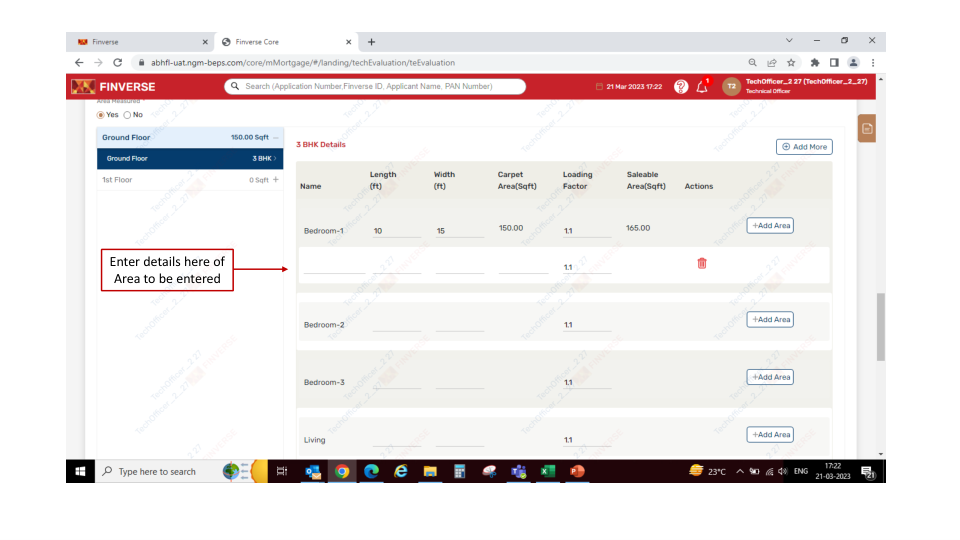 Finverse
Finverse Core
abhfl-uat.ngm-beps.com/core/mMortgage/#/landing/techEvaluation/teEvaluation
FINVERSE
Search (Application Number,Finverse ID, Applicant Name, PAN Number)
21 Mar 2023 17:22
T2
TechOfficer_2 27 (TechOfficer_2_27)
Technical Officer
Area Measured *
Yes No
Ground Floor 150.00 Sqft
Ground Floor 3 BHK
1st Floor 0 Sqft +
3 BHK Details
Add More
Name Length (ft) Width (ft) Carpet Area(Sqft) Loading Factor Saleable Area(Sqft) Actions
Bedroom-1 10 15 150.00 1.1 165.00 +Add Area
Enter details here of
Area to be entered
1.1
Bedroom-2 1.1 +Add Area
Bedroom-3 1.1 +Add Area
Living 1.1 +Add Area
Type here to search
23°C
ENG
17:22
21-03-2023
21